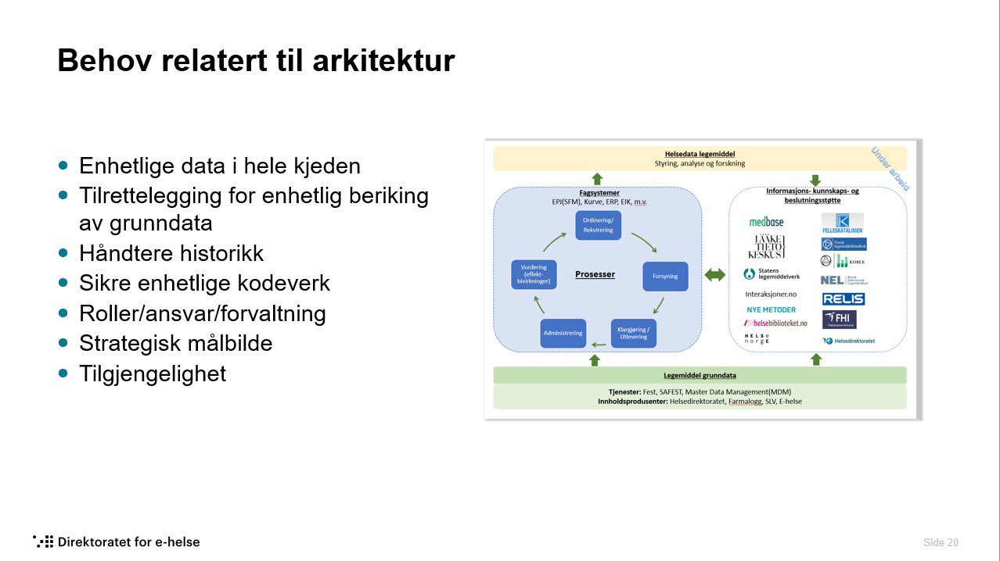 Behov relatert til arkitektur
Enhetlige data i hele kjeden
Tilrettelegging for enhetlig beriking
av grunndata
Håndtere historikk
Sikre enhetlige kodeverk
Roller/ansvar/forvaltning
Strategisk målbilde
Tilgjengelighet
Helsedata legemiddel
Styring, analyse og forskning
Under arbeid
Fagsystemer
EPJ(SFM), Kurve, ERP, EIK, m.v.
Ordinering/
Rekvirering
Vurdering
(effekt-
bivirkninger)
Prosesser
Forsyning
Administrering
Klargjøring /
Utlevering
Informasjons- kunnskaps- og
beslutningsstøtte
medbase
FELLESKATALOGEN
LÄÄKE
TIETO
KESKUS
Norsk
legemiddelhåndbok
KOBLE
Statens
legemiddelverk
NEL
Norsk
Elektronisk
Legehåndbok
Interaksjoner.no
RELIS
NYE METODER
FHI
helsebiblioteket.no
HELSE
norge
Helsedirektoratet
Legemiddel grunndata
Tjenester: Fest, SAFEST, Master Data Management(MDM)
Innholdsprodusenter: Helsedirektoratet, Farmalogg, SLV, E-helse
Direktoratet for e-helse
Side 20